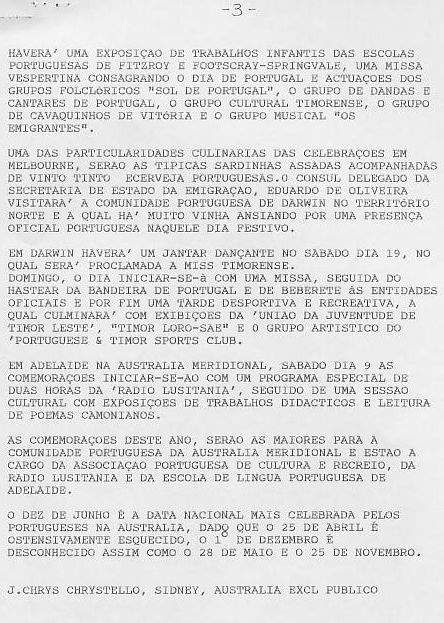 -3-
HAVERA' UMA EXPOSIÇAO DE TRABALHOS INFANTIS DAS ESCOLAS
PORTUGUESAS DE FITZROY E FOOTSCRAY-SPRINGVALE, UMA MISSA
VESPERTINA CONSAGRANDO O DIA DE PORTUGAL E ACTUAÇOES DOS
GRUPOS FOLCLÓRICOS "SOL DE PORTUGAL", O GRUPO DE DANDAS E
CANTARES DE PORTUGAL, O GRUPO CULTURAL TIMORENSE, O GRUPO
DE CAVAQUINHOS DE VITÓRIA E O GRUPO MUSICAL "OS
EMIGRANTES".
UMA DAS PARTICULARIDADES CULINARIAS DAS CELEBRAÇOES EM
MELBOURNE, SERAO AS TIPICAS SARDINHAS ASSADAS ACOMPANHADAS
DE VINTO TINTO ECERVEJA PORTUGUESAS.O CONSUL DELEGADO DA
SECRETARIA DE ESTADO DA EMIGRAÇAO, EDUARDO DE OLIVEIRA
VISITARA' A COMUNIDADE PORTUGUESA DE DARWIN NO TERRITÓRIO
NORTE E A QUAL HA' MUITO VINHA ANSIANDO POR UMA PRESENÇA
OFICIAL PORTUGUESA NAQUELE DIA FESTIVO.
EM DARWIN HAVERA' UM JANTAR DANÇANTE NO SABADO DIA 19, NO
QUAL SERA' PROCLAMADA A MISS TIMORENSE.
DOMINGO, O DIA INICIAR-SE-à COM UMA MISSA, SEGUIDA DO
HASTEAR DA BANDEIRA DE PORTUGAL E DE BEBERETE àS ENTIDADES
OFICIAIS E POR FIM UMA TARDE DESPORTIVA E RECREATIVA, A
QUAL CULMINARA' COM EXIBIÇOES DA 'UNIAO DA JUVENTUDE DE
TIMOR LESTE', "TIMOR LORO-SAE" E O GRUPO ARTISTICO DO
'PORTUGUESE & TIMOR SPORTS CLUB.
EM ADELAIDE NA AUSTRALIA MERIDIONAL, SABADO DIA 9 AS
COMEMORAÇOES INICIAR-SE-AO COM UM PROGRAMA ESPECIAL DE
DUAS HORAS DA 'RADIO LUSITANIA', SEGUIDO DE UMA SESSAO
CULTURAL COM EXPOSIÇOES DE TRABALHOS DIDACTICOS E LEITURA
DE POEMAS CAMONIANOS.
AS COMEMORAÇOES DESTE ANO, SERAO AS MAIORES PARA A
COMUNIDADE PORTUGUESA DA AUSTRALIA MERIDIONAL E ESTAO A
CARGO DA ASSOCIAÇAO PORTUGUESA DE CULTURA E RECREIO, DA
RADIO LUSITANIA E DA ESCOLA DE LINGUA PORTUGUESA DE
ADELAIDE.
O DEZ DE JUNHO É A DATA NACIONAL MAIS CELEBRADA PELOS
PORTUGUESES NA AUSTRALIA, DADO QUE O 25 DE ABRIL É
OSTENSIVAMENTE ESQUECIDO, O 1º DE DEZEMBRO É
DESCONHECIDO ASSIM COMO O 28 DE MAIO E O 25 DE NOVEMBRO.
J.CHRYS CHRYSTELLO, SIDNEY, AUSTRALIA EXCL PUBLICO